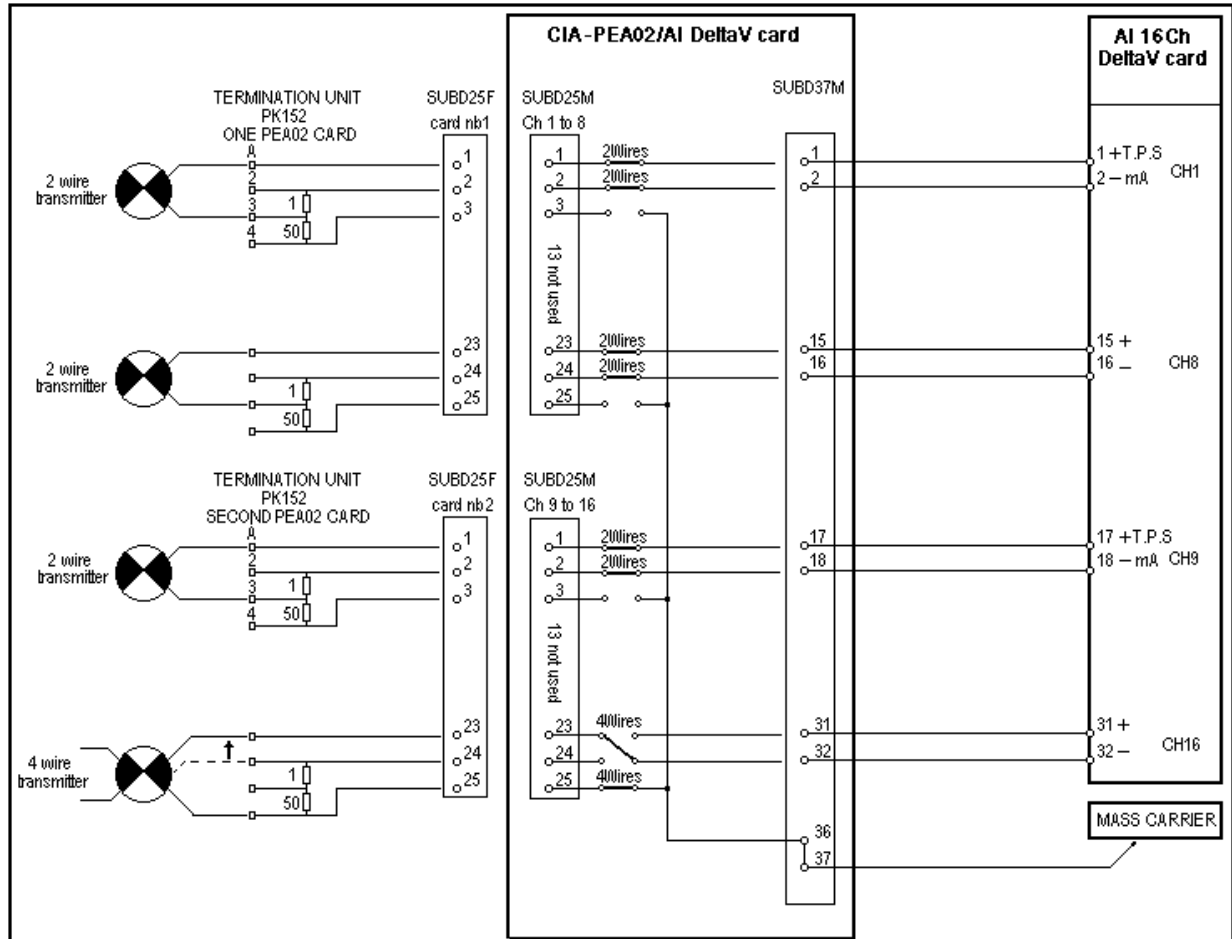 CIA-PEA02/AI DeltaV card
AI 16Ch
DeltaV card
TERMINATION UNIT
PK152
ONE PEA02 CARD
SUBD25F
card nb1
SUBD25M
Ch 1 to 8
SUBD37M
2 wire
transmitter
A
2
3
4
1
50
1
2
3
1
2
3
2Wires
2Wires
1
2
1 +T.P.S
2 - mA
CH1
13 not used
2 wire
transmitter
1
50
23
24
25
23
24
25
2Wires
2Wires
15
16
15 +
16 -
CH8
TERMINATION UNIT
PK152
SECOND PEA02 CARD
SUBD25F
card nb2
SUBD25M
Ch 9 to 16
2 wire
transmitter
A
2
3
4
1
50
1
2
3
1
2
3
2Wires
2Wires
17
18
17 +T.P.S
18 - mA
CH9
13 not used
4 wire
transmitter
1
50
23
24
25
23
24
25
4Wires
4Wires
31
32
31 +
32 -
CH16
36
37
MASS CARRIER